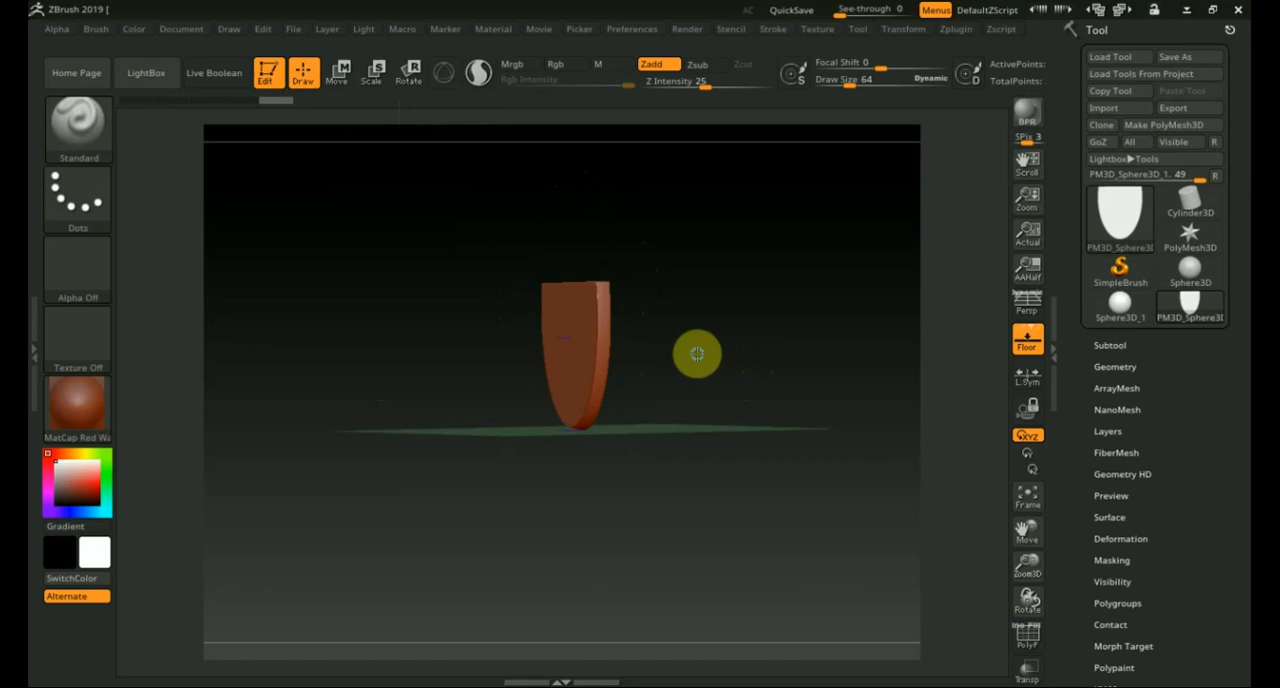 ZBrush 2019 [
AC QuickSave See-through 0 Menus DefaultZScript
Alpha Brush Color Document Draw Edit File Layer Light Macro Marker Material Movie Picker Preferences Render Stencil Stroke Texture Tool Transform Zplugin Zscript
Home Page LightBox Live Boolean Edit Draw Move Scale Rotate
Mrgb Rgb M Zadd Zsub Zcut Focal Shift 0 ActivePoints:
Rgb Intensity Z Intensity 25 Draw Size 64 Dynamic TotalPoints:
Standard
Dots
Alpha Off
Texture Off
MatCap Red Wa
Gradient
SwitchColor
Alternate
BPR
SPix 3
Scroll
Zoom
Actual
AAHalf
Dynamic
Persp
Floor
L.Sym
XYZ
Frame
Move
Zoom3D
Rotate
PolyF
Transp
Tool
Load Tool Save As
Load Tools From Project
Copy Tool Paste Tool
Import Export
Clone Make PolyMesh3D
GoZ All Visible R
Lightbox▶Tools
PM3D_Sphere3D_1. 49 R
Cylinder3D
PM3D_Sphere3D PolyMesh3D
SimpleBrush Sphere3D
Sphere3D_1 PM3D_Sphere3D
Subtool
Geometry
ArrayMesh
NanoMesh
Layers
FiberMesh
Geometry HD
Preview
Surface
Deformation
Masking
Visibility
Polygroups
Contact
Morph Target
Polypaint